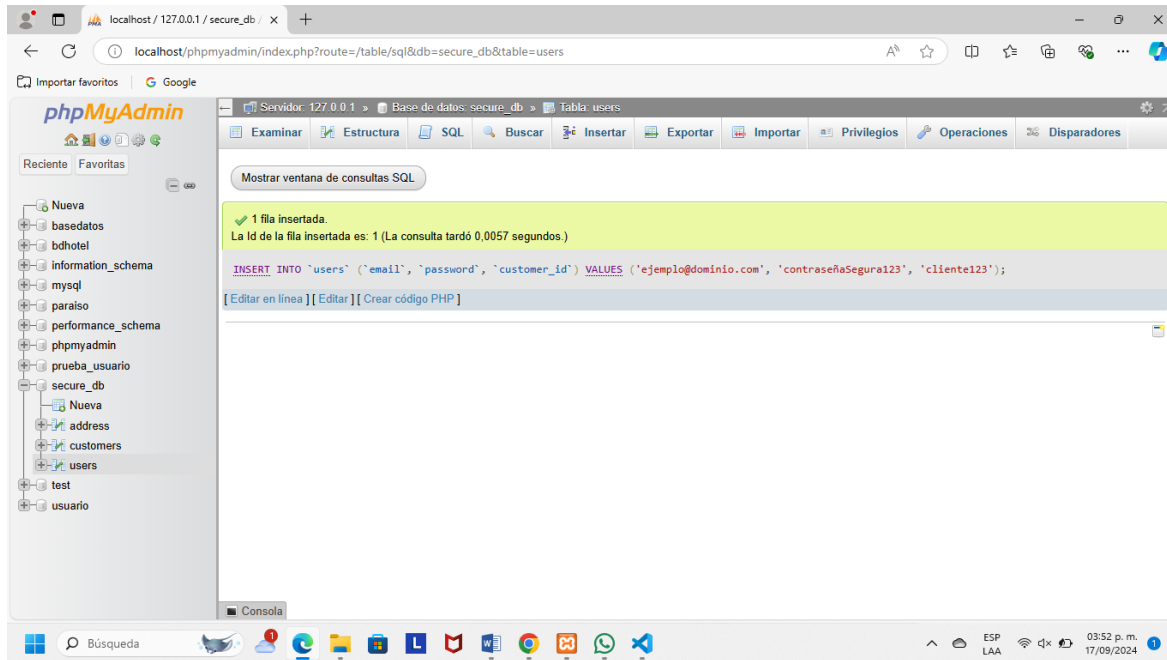 localhost / 127.0.0.1 / secure_db /
localhost/phpmyadmin/index.php?route=/table/sql&db=secure_db&table=users
Importar favoritos
Google
phpMyAdmin
Reciente
Favoritas
Nueva
basedatos
bdhotel
information_schema
mysql
paraiso
performance_schema
phpmyadmin
prueba_usuario
secure_db
Nueva
address
customers
users
test
usuario
Servidor: 127.0.0.1 » Base de datos: secure_db » Tabla: users
Examinar Estructura SQL Buscar Insertar Exportar Importar Privilegios Operaciones Disparadores
Mostrar ventana de consultas SQL
1 fila insertada.
La Id de la fila insertada es: 1 (La consulta tardó 0,0057 segundos.)
INSERT INTO `users` (`email`, `password`, `customer_id`) VALUES ('ejemplo@dominio.com', 'contraseñaSegura123', 'cliente123');
[ Editar en línea ] [ Editar ] [ Crear código PHP ]
Consola
Búsqueda
ESP
LAA
03:52 p. m.
17/09/2024